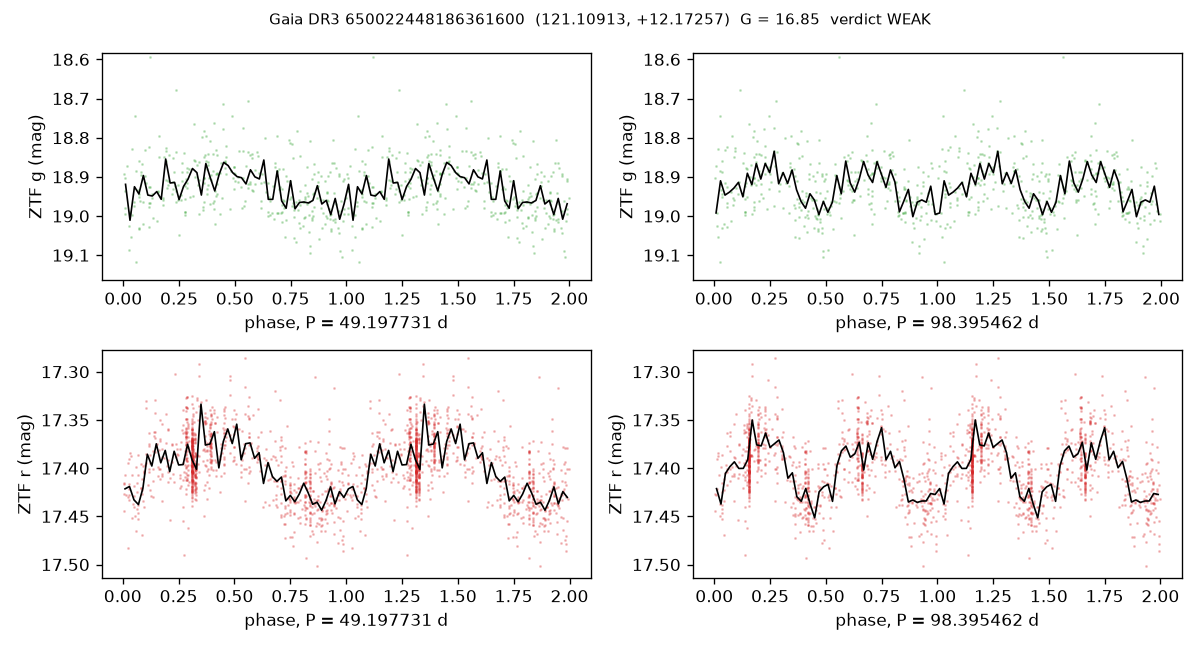 Gaia DR3 650022448186361600  (121.10913, +12.17257)  G = 16.85  verdict WEAK
18.6
18.7
18.8
18.9
19.0
19.1
ZTF g (mag)
0.00 0.25 0.50 0.75 1.00 1.25 1.50 1.75 2.00
phase, P = 49.197731 d
18.6
18.7
18.8
18.9
19.0
19.1
ZTF g (mag)
0.00 0.25 0.50 0.75 1.00 1.25 1.50 1.75 2.00
phase, P = 98.395462 d
17.30
17.35
17.40
17.45
17.50
ZTF r (mag)
0.00 0.25 0.50 0.75 1.00 1.25 1.50 1.75 2.00
phase, P = 49.197731 d
17.30
17.35
17.40
17.45
17.50
ZTF r (mag)
0.00 0.25 0.50 0.75 1.00 1.25 1.50 1.75 2.00
phase, P = 98.395462 d